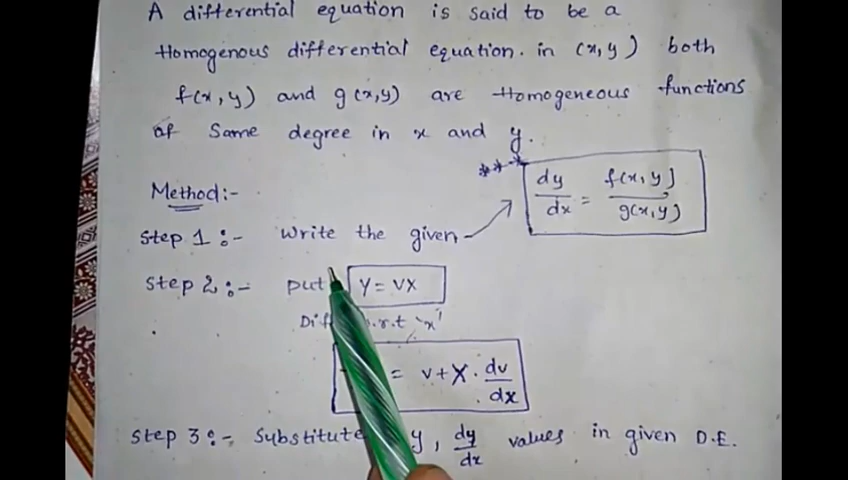 A differential equation is said to be a
Homogenous differential equation. in (x,y) both
f(x,y) and g(x,y) are Homogeneous functions
of Same degree in x and y.
Method:-
*** dy/dx = f(x,y)/g(x,y)
Step 1:- Write the given
Step 2:- put y = vx
w.r.t 'x'
= v+x.dv/dx
Step 3:- Substitute y, dy/dx values in given D.E.